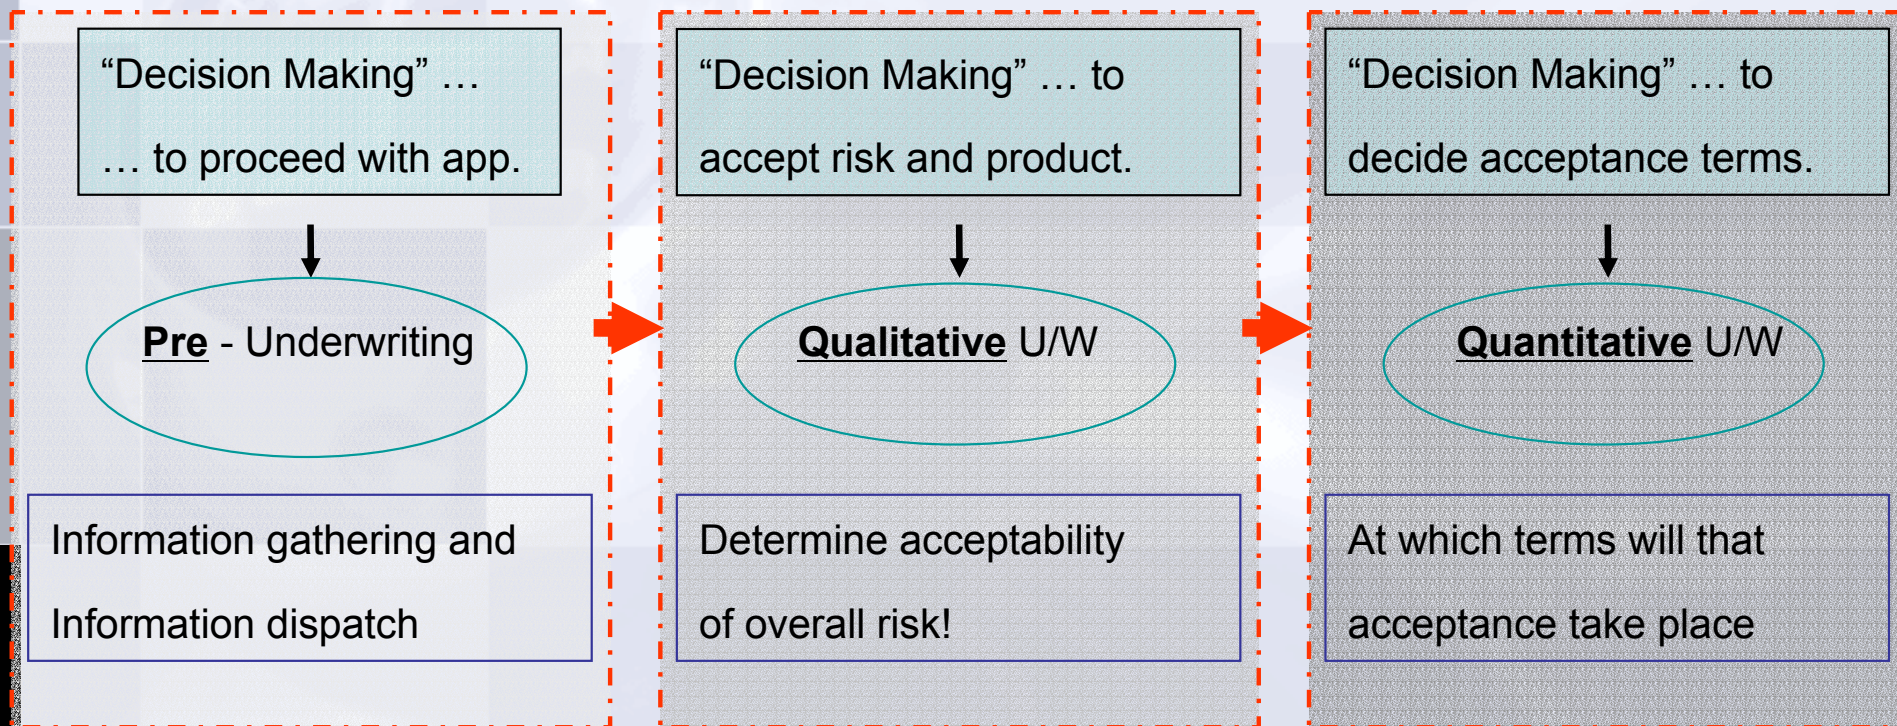 “Decision Making” …
… to proceed with app.
Pre - Underwriting
Information gathering and
Information dispatch
“Decision Making” … to
accept risk and product.
Qualitative U/W
Determine acceptability
of overall risk!
“Decision Making” … to
decide acceptance terms.
Quantitative U/W
At which terms will that
acceptance take place